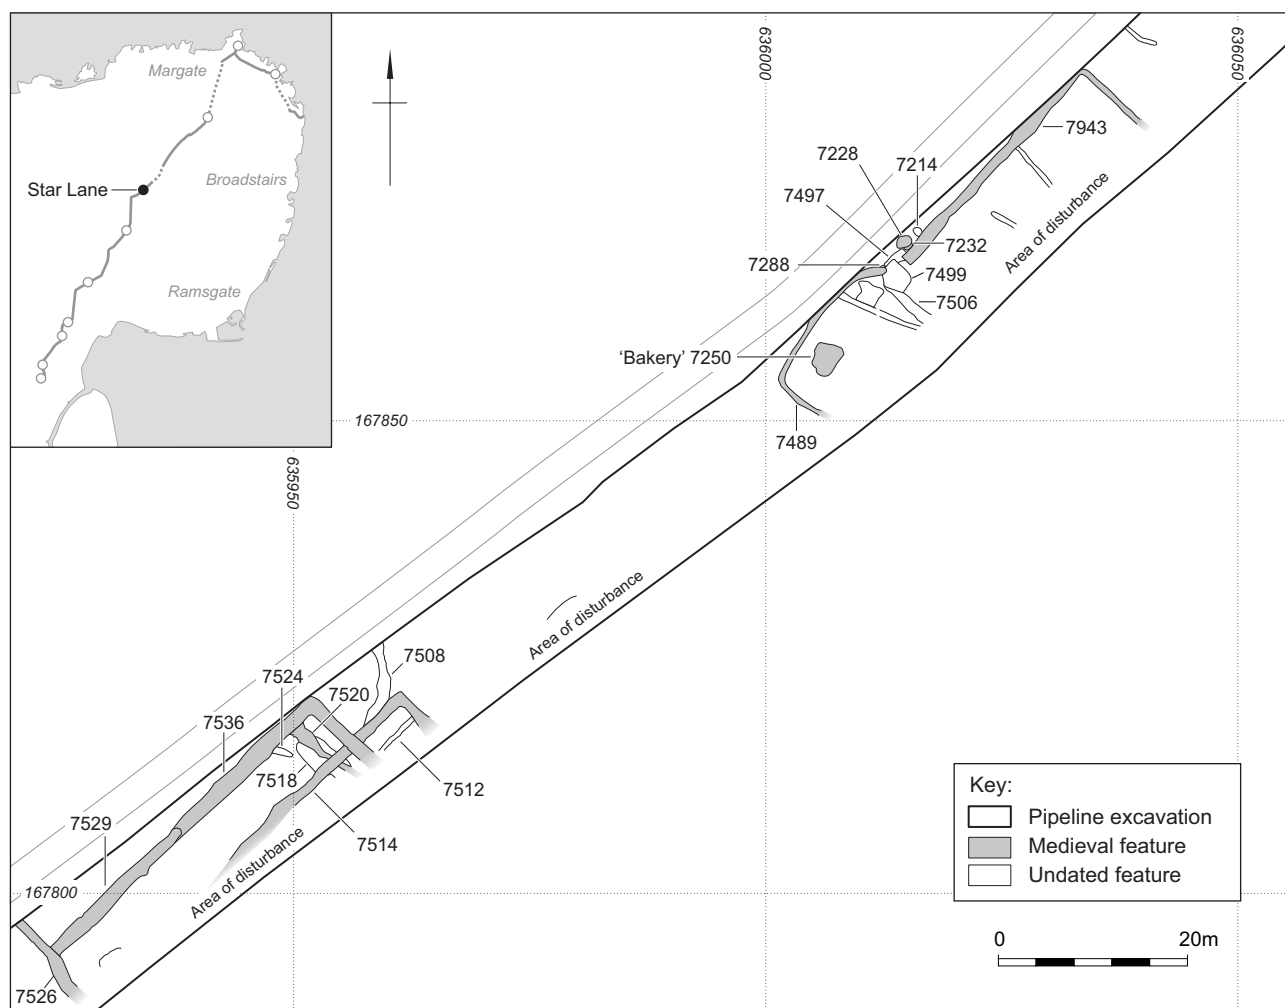 Margate
Star Lane
Broadstairs
Ramsgate
636000
636050
7943
7228
7214
7497
7232
7288
7499
7506
Area of disturbance
'Bakery' 7250
7489
167850
635950
Area of disturbance
7508
7524
7520
7536
7518
7512
7529
7514
Area of disturbance
167800
7526
Key:
Pipeline excavation
Medieval feature
Undated feature
0 20m